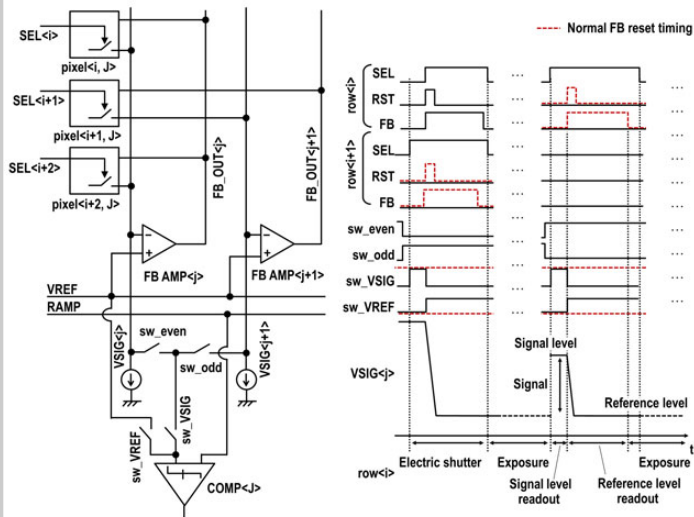 SEL<i>
pixel<i, J>
SEL<i+1>
pixel<i+1, J>
SEL<i+2>
pixel<i+2, J>
FB_OUT<j>
FB_OUT<j+1>
FB AMP<j>
FB AMP<j+1>
VREF
RAMP
VSIG<j>
sw_even
sw_odd
VSIG<j+1>
sw_VREF
sw_VSIG
COMP<J>
Normal FB reset timing
row<i>
SEL
RST
FB
row<i+1>
SEL
RST
FB
sw_even
sw_odd
sw_VSIG
sw_VREF
VSIG<j>
Signal level
Signal
Reference level
t
row<i>
Electric shutter
Exposure
Exposure
Signal level
readout
Reference level
readout